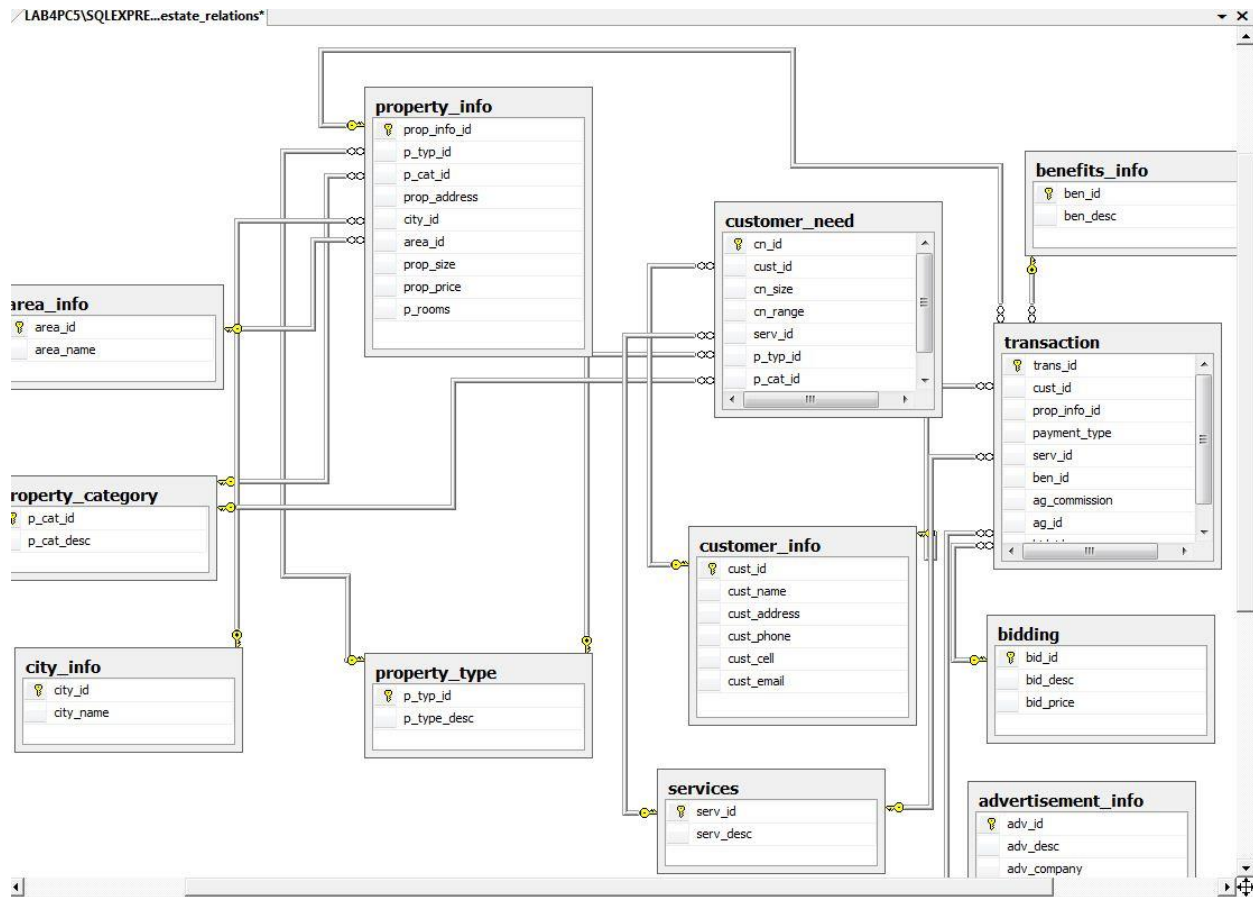 LAB4PC5\SQLEXPRE...estate_relations*
property_info
prop_info_id
p_typ_id
p_cat_id
prop_address
city_id
area_id
prop_size
prop_price
p_rooms
area_info
area_id
area_name
roperty_category
p_cat_id
p_cat_desc
city_info
city_id
city_name
property_type
p_typ_id
p_type_desc
customer_need
cn_id
cust_id
cn_size
cn_range
serv_id
p_typ_id
p_cat_id
customer_info
cust_id
cust_name
cust_address
cust_phone
cust_cell
cust_email
services
serv_id
serv_desc
benefits_info
ben_id
ben_desc
transaction
trans_id
cust_id
prop_info_id
payment_type
serv_id
ben_id
ag_commission
ag_id
bidding
bid_id
bid_desc
bid_price
advertisement_info
adv_id
adv_desc
adv_company